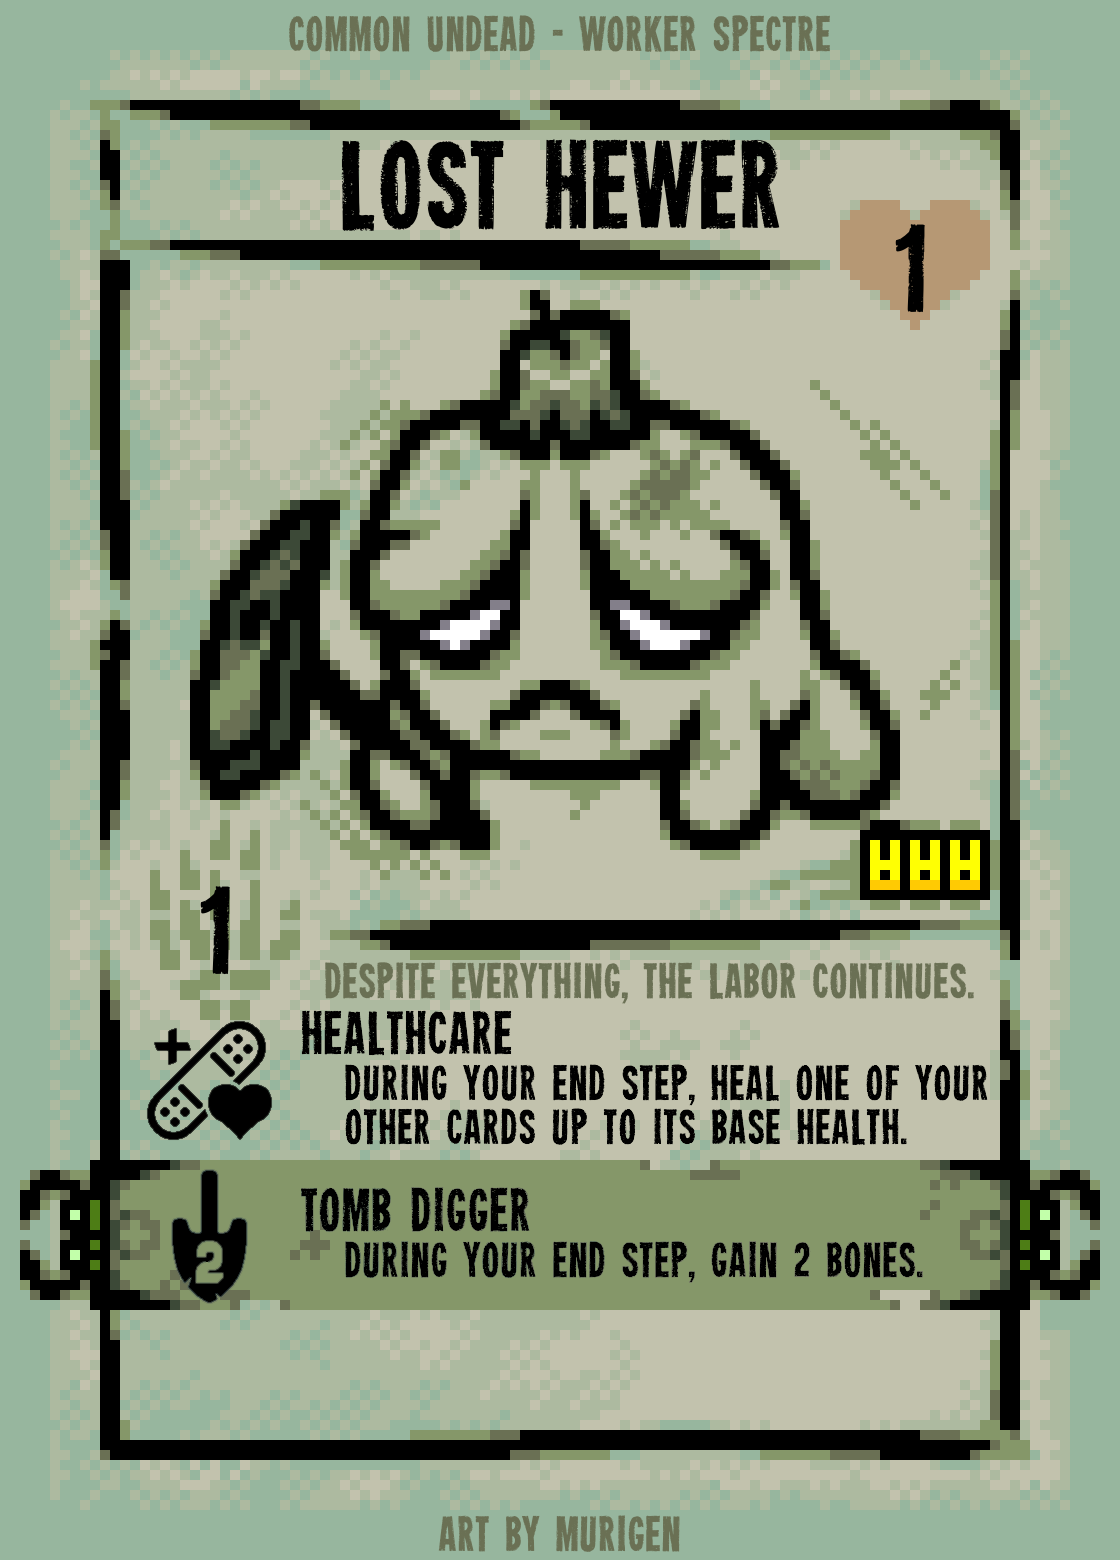 COMMON UNDEAD - WORKER SPECTRE
LOST HEWER
1
1
DESPITE EVERYTHING, THE LABOR CONTINUES.
HEALTHCARE
DURING YOUR END STEP, HEAL ONE OF YOUR
OTHER CARDS UP TO ITS BASE HEALTH.
TOMB DIGGER
2
DURING YOUR END STEP, GAIN 2 BONES.
ART BY MURIGEN